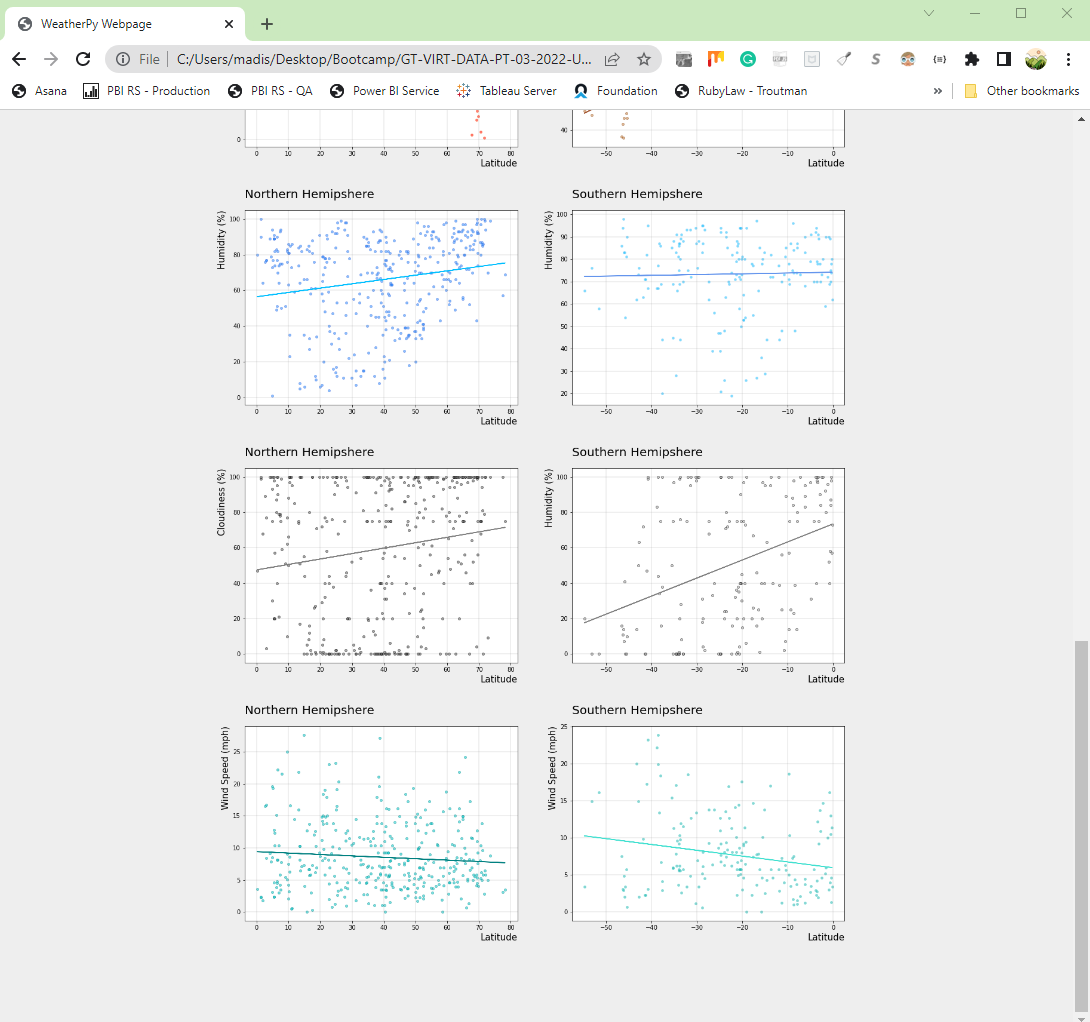 WeatherPy Webpage
File C:/Users/madis/Desktop/Bootcamp/GT-VIRT-DATA-PT-03-2022-U...
Asana PBI RS - Production PBI RS - QA Power BI Service Tableau Server Foundation RubyLaw - Troutman » Other bookmarks
0
0 10 20 30 40 50 60 70 80
Latitude
40
−50 −40 −30 −20 −10 0
Latitude
Northern Hemipshere
Humidity (%)
100
80
60
40
20
0
0 10 20 30 40 50 60 70 80
Latitude
Southern Hemipshere
Humidity (%)
100
90
80
70
60
50
40
30
20
−50 −40 −30 −20 −10 0
Latitude
Northern Hemipshere
Cloudiness (%)
100
80
60
40
20
0
0 10 20 30 40 50 60 70 80
Latitude
Southern Hemipshere
Humidity (%)
100
80
60
40
20
0
−50 −40 −30 −20 −10 0
Latitude
Northern Hemipshere
Wind Speed (mph)
25
20
15
10
5
0
0 10 20 30 40 50 60 70 80
Latitude
Southern Hemipshere
Wind Speed (mph)
25
20
15
10
5
0
−50 −40 −30 −20 −10 0
Latitude